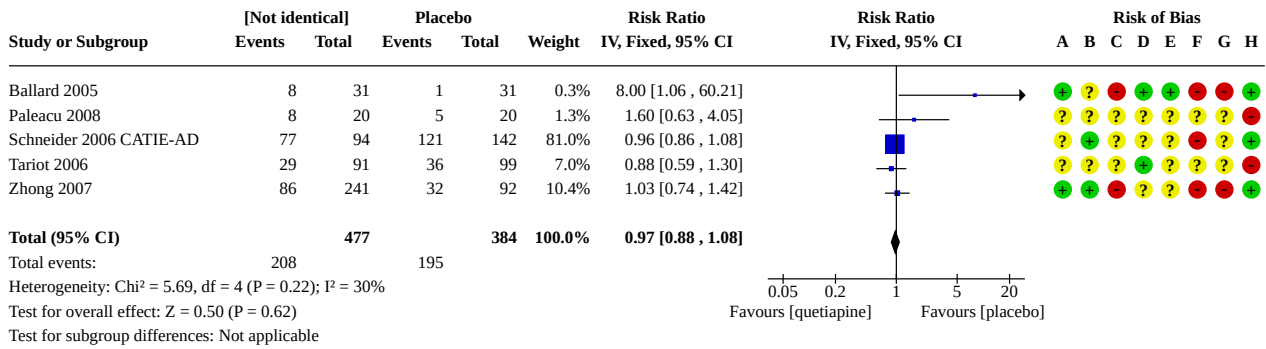 [Not identical] Placebo Risk Ratio Risk Ratio Risk of Bias
Study or Subgroup Events Total Events Total Weight IV, Fixed, 95% CI IV, Fixed, 95% CI A B C D E F G H
Ballard 2005 8 31 1 31 0.3% 8.00 [1.06 , 60.21] + ? - + + - - +
Paleacu 2008 8 20 5 20 1.3% 1.60 [0.63 , 4.05] ? ? ? ? ? ? ? -
Schneider 2006 CATIE-AD 77 94 121 142 81.0% 0.96 [0.86 , 1.08] ? + ? ? ? - ? +
Tariot 2006 29 91 36 99 7.0% 0.88 [0.59 , 1.30] ? ? ? + ? ? ? -
Zhong 2007 86 241 32 92 10.4% 1.03 [0.74 , 1.42] + + - ? ? - - +
Total (95% CI) 477 384 100.0% 0.97 [0.88 , 1.08]
Total events: 208 195
Heterogeneity: Chi² = 5.69, df = 4 (P = 0.22); I² = 30%
0.05 0.2 1 5 20
Test for overall effect: Z = 0.50 (P = 0.62)
Favours [quetiapine] Favours [placebo]
Test for subgroup differences: Not applicable